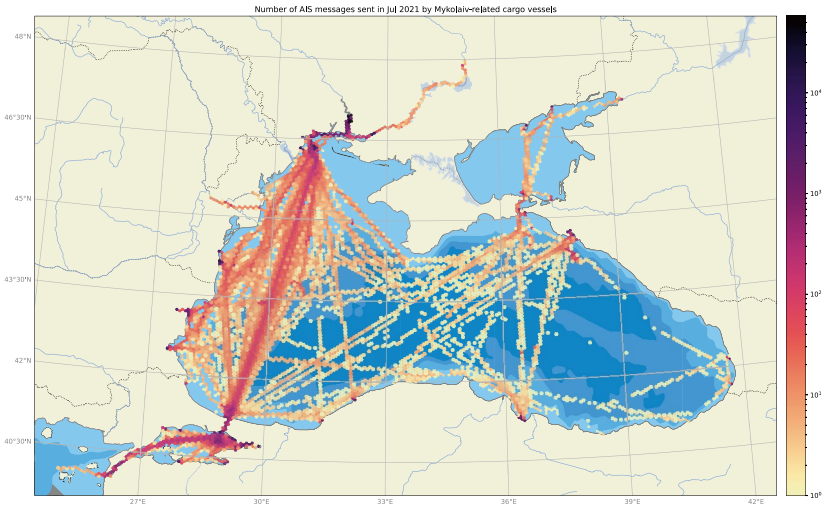 Number of AIS messages sent in Jul 2021 by Mykolaiv-related cargo vessels
48°N
46°30'N
45°N
43°30'N
42°N
40°30'N
27°E
30°E
33°E
36°E
39°E
42°E
10⁴
10³
10²
10¹
10⁰